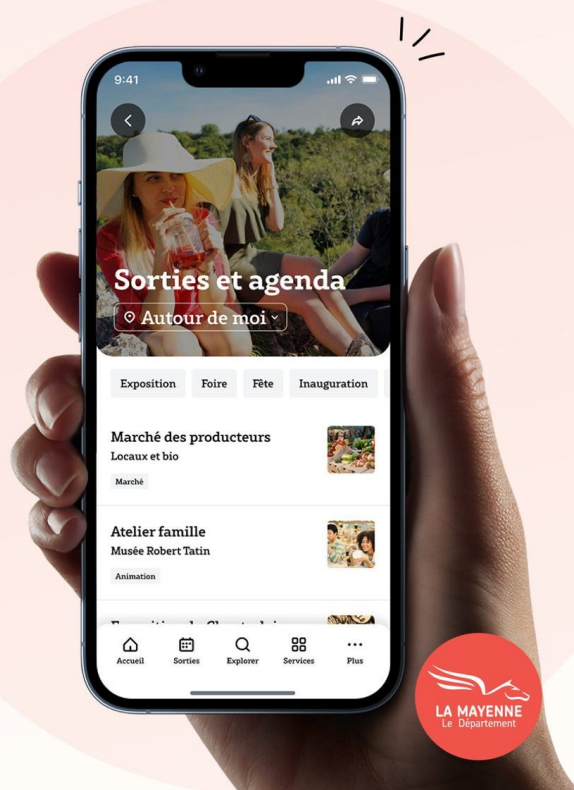 9:41
Sorties et agenda
Autour de moi
Exposition Foire Fête Inauguration
Marché des producteurs
Locaux et bio
Marché
Atelier famille
Musée Robert Tatin
Animation
Accueil Sorties Explorer Services Plus
LA MAYENNE
Le Département